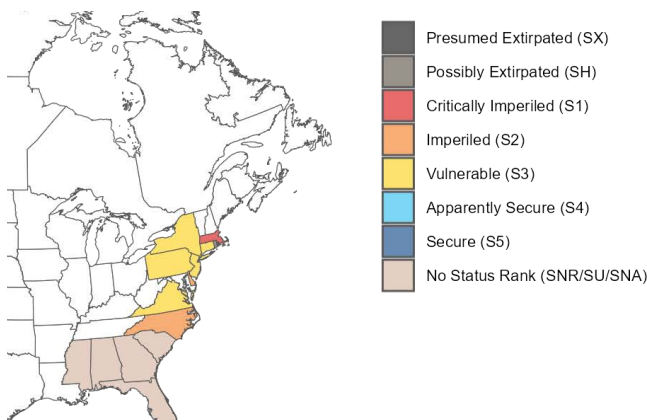 Presumed Extirpated (SX)
Possibly Extirpated (SH)
Critically Imperiled (S1)
Imperiled (S2)
Vulnerable (S3)
Apparently Secure (S4)
Secure (S5)
No Status Rank (SNR/SU/SNA)